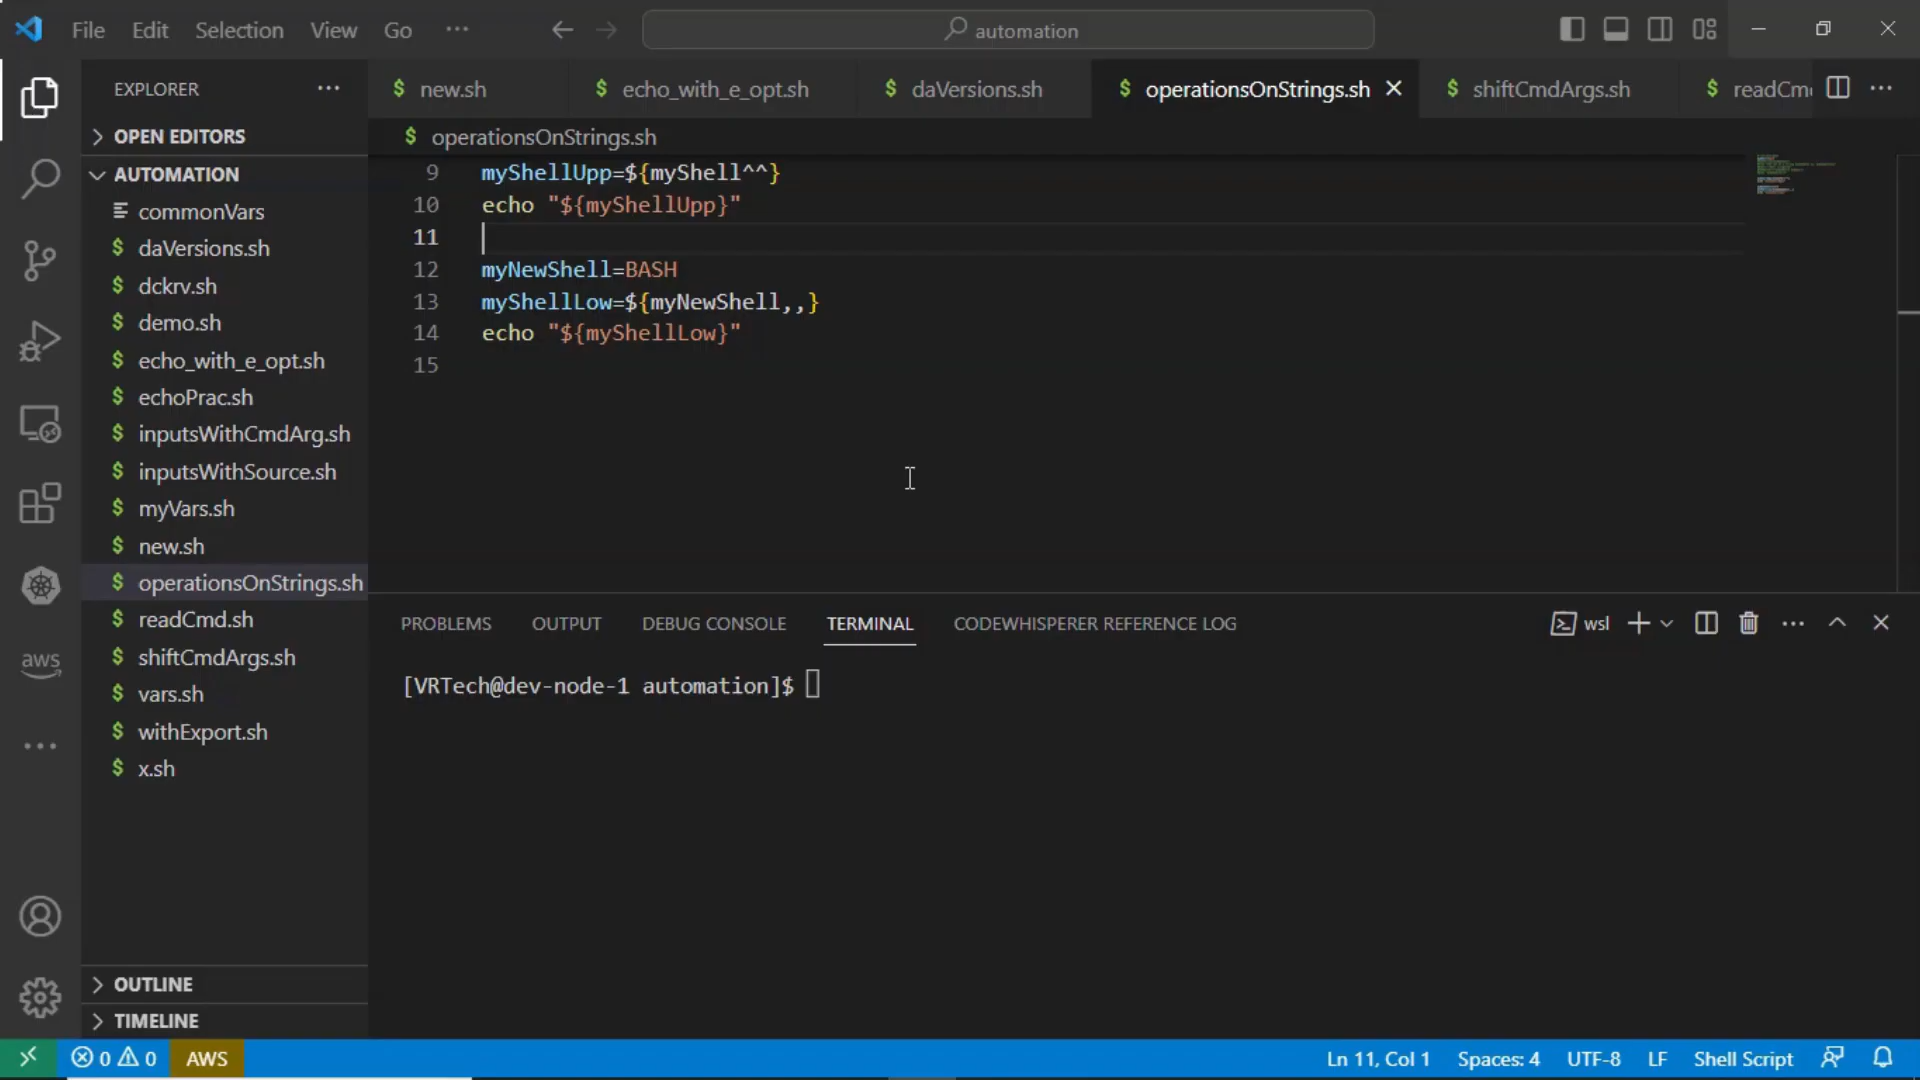 File Edit Selection View Go ··· automation
EXPLORER ···
new.sh echo_with_e_opt.sh daVersions.sh operationsOnStrings.sh shiftCmdArgs.sh readCm
OPEN EDITORS
operationsOnStrings.sh
AUTOMATION
commonVars
daVersions.sh
dckrv.sh
demo.sh
echo_with_e_opt.sh
echoPrac.sh
inputsWithCmdArg.sh
inputsWithSource.sh
myVars.sh
new.sh
operationsOnStrings.sh
readCmd.sh
shiftCmdArgs.sh
vars.sh
withExport.sh
x.sh
OUTLINE
TIMELINE
aws
9 myShellUpp=${myShell^^}
10 echo "${myShellUpp}"
11
12 myNewShell=BASH
13 myShellLow=${myNewShell,,}
14 echo "${myShellLow}"
15
PROBLEMS OUTPUT DEBUG CONSOLE TERMINAL CODEWHISPERER REFERENCE LOG wsl
[VRTech@dev-node-1 automation]$
0 0 AWS Ln 11, Col 1 Spaces: 4 UTF-8 LF Shell Script